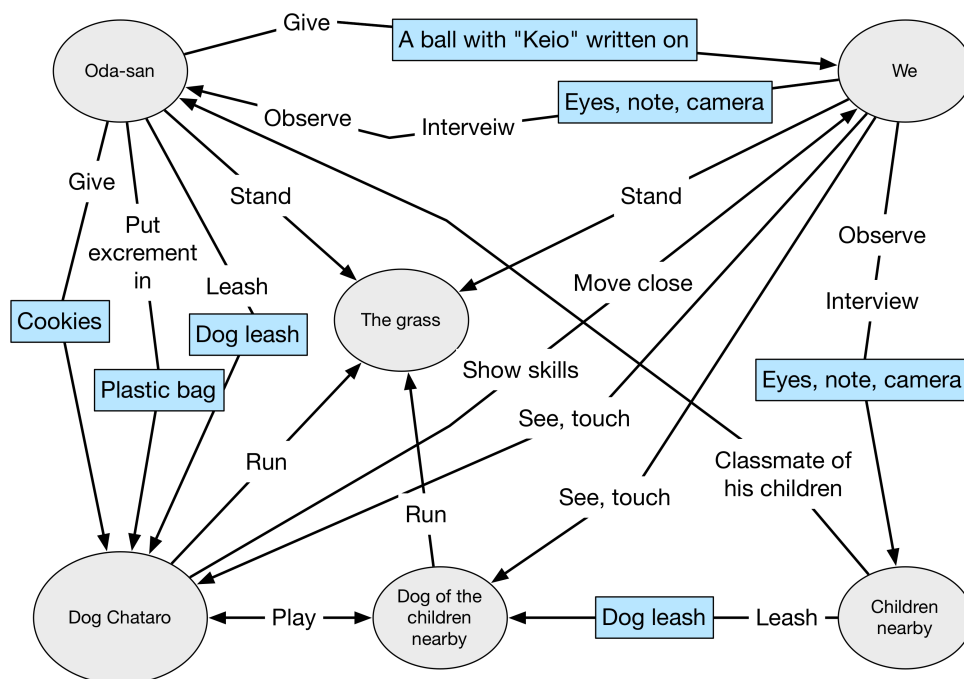 Give
A ball with "Keio" written on
Oda-san
We
Eyes, note, camera
Observe
Interveiw
Give
Stand
Stand
Put
excrement
in
Observe
Leash
Move close
Interview
Cookies
The grass
Dog leash
Show skills
Eyes, note, camera
Plastic bag
See, touch
Run
Classmate of
his children
See, touch
Run
Dog Chataro
Play
Dog of the
children
nearby
Dog leash
Leash
Children
nearby